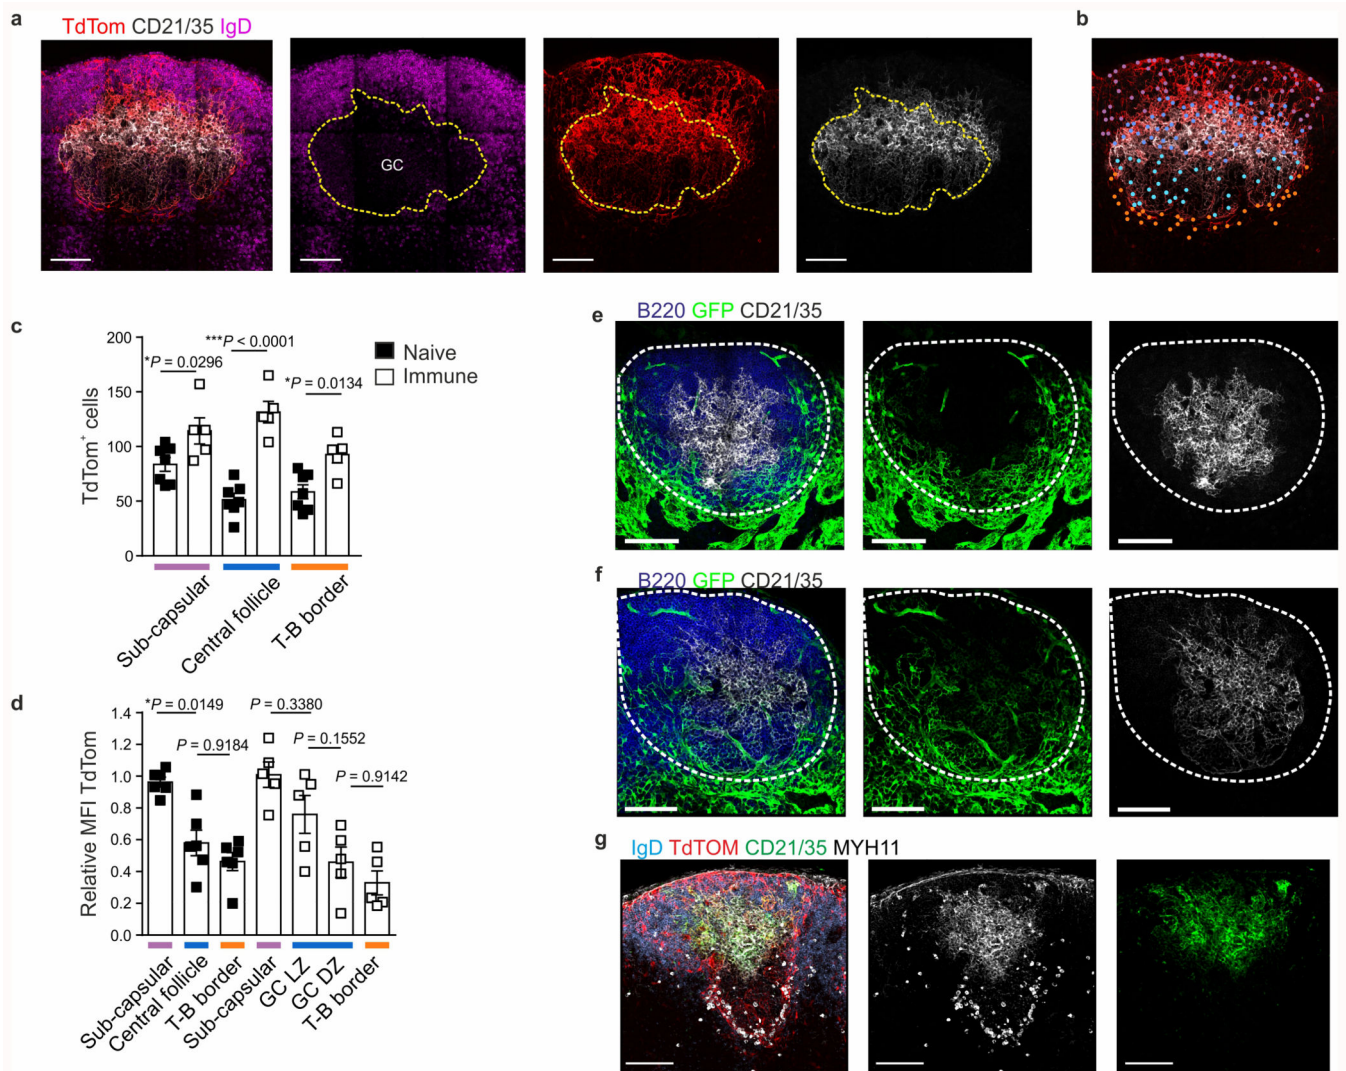 a
TdTom CD21/35 IgD
GC
b
c
TdTom⁺ cells
200
150
100
50
0
*P = 0.0296
***P < 0.0001
*P = 0.0134
Naive
Immune
Sub-capsular
Central follicle
T-B border
d
Relative MFI TdTom
1.4
1.2
1.0
0.8
0.6
0.4
0.2
0.0
*P = 0.0149
P = 0.9184
P = 0.3380
P = 0.1552
P = 0.9142
Sub-capsular
Central follicle
T-B border
Sub-capsular
GC LZ
GC DZ
T-B border
e
B220 GFP CD21/35
f
B220 GFP CD21/35
g
IgD TdTOM CD21/35 MYH11